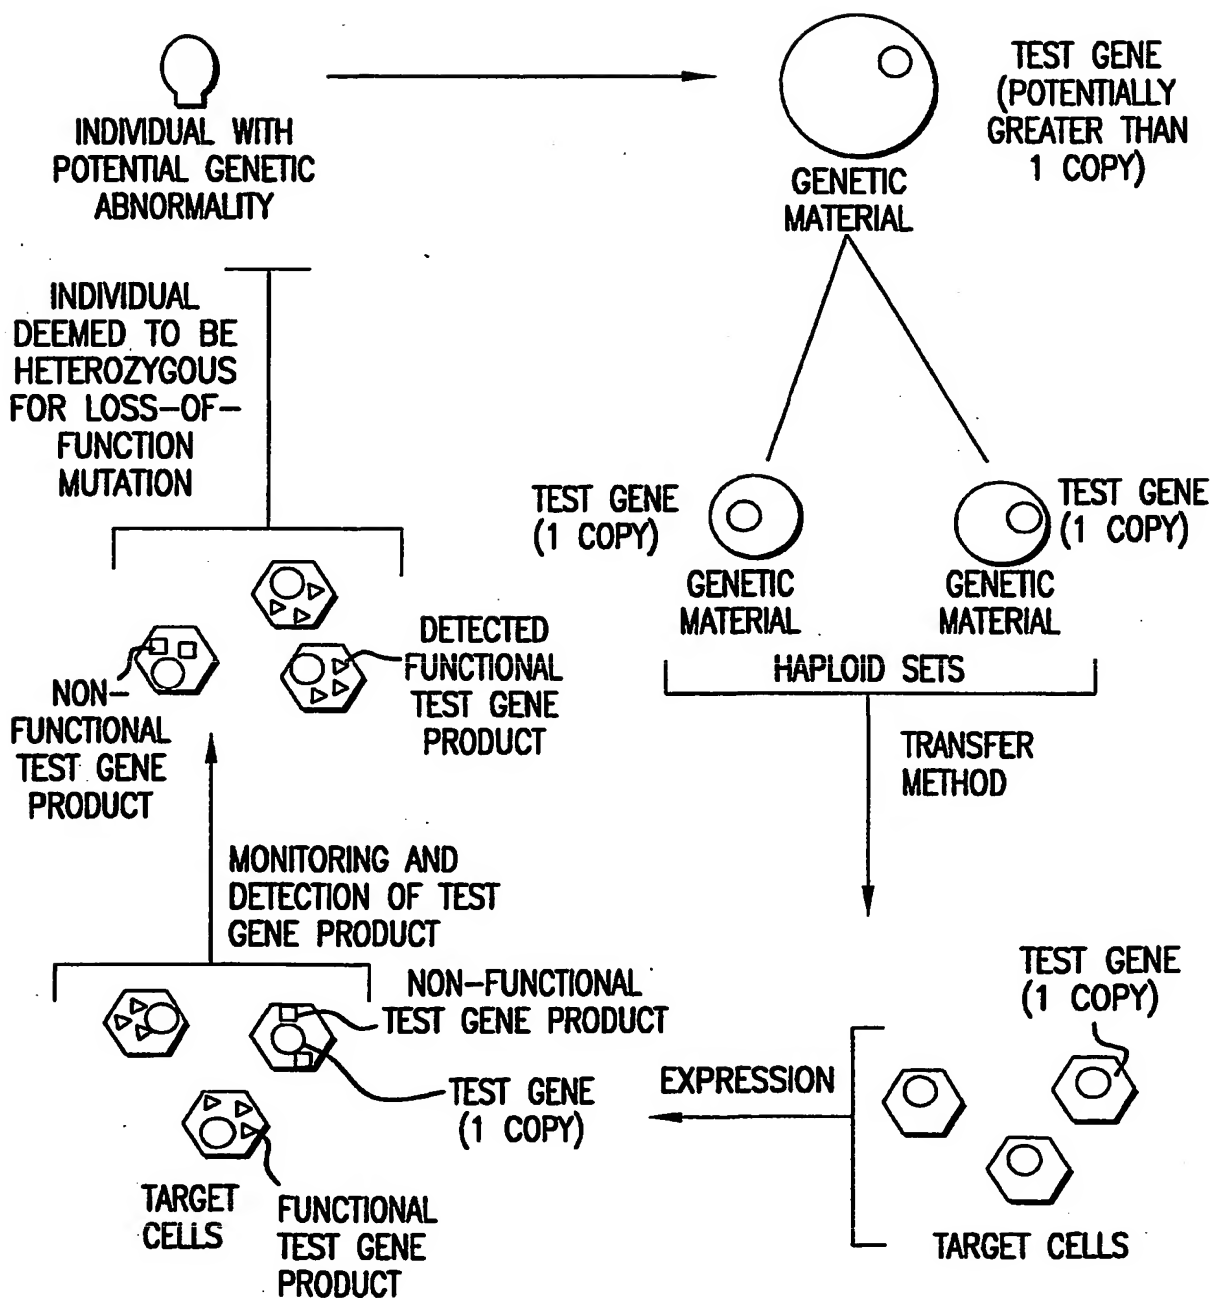 INDIVIDUAL WITH
POTENTIAL GENETIC
ABNORMALITY
TEST GENE
(POTENTIALLY
GREATER THAN
1 COPY)
GENETIC
MATERIAL
INDIVIDUAL
DEEMED TO BE
HETEROZYGOUS
FOR LOSS-OF-
FUNCTION
MUTATION
TEST GENE
(1 COPY)
TEST GENE
(1 COPY)
GENETIC
MATERIAL
GENETIC
MATERIAL
HAPLOID SETS
DETECTED
FUNCTIONAL
TEST GENE
PRODUCT
NON-
FUNCTIONAL
TEST GENE
PRODUCT
TRANSFER
METHOD
MONITORING AND
DETECTION OF TEST
GENE PRODUCT
NON-FUNCTIONAL
TEST GENE PRODUCT
TEST GENE
(1 COPY)
TEST GENE
(1 COPY)
EXPRESSION
TARGET
CELLS
FUNCTIONAL
TEST GENE
PRODUCT
TARGET CELLS